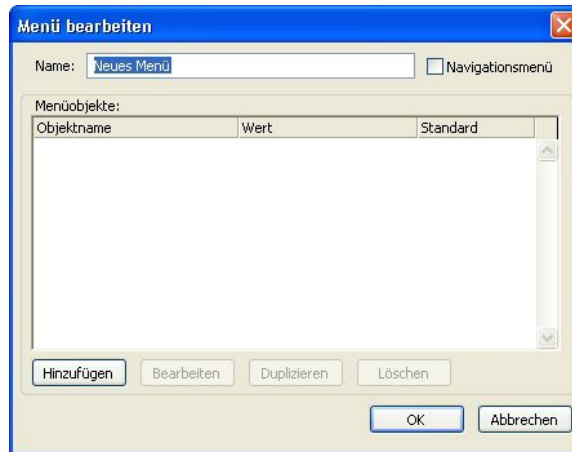 Menü bearbeiten
Name: Neues Menü Navigationsmenü
Menüobjekte:
Objektname Wert Standard
Hinzufügen Bearbeiten Duplizieren Löschen
OK Abbrechen